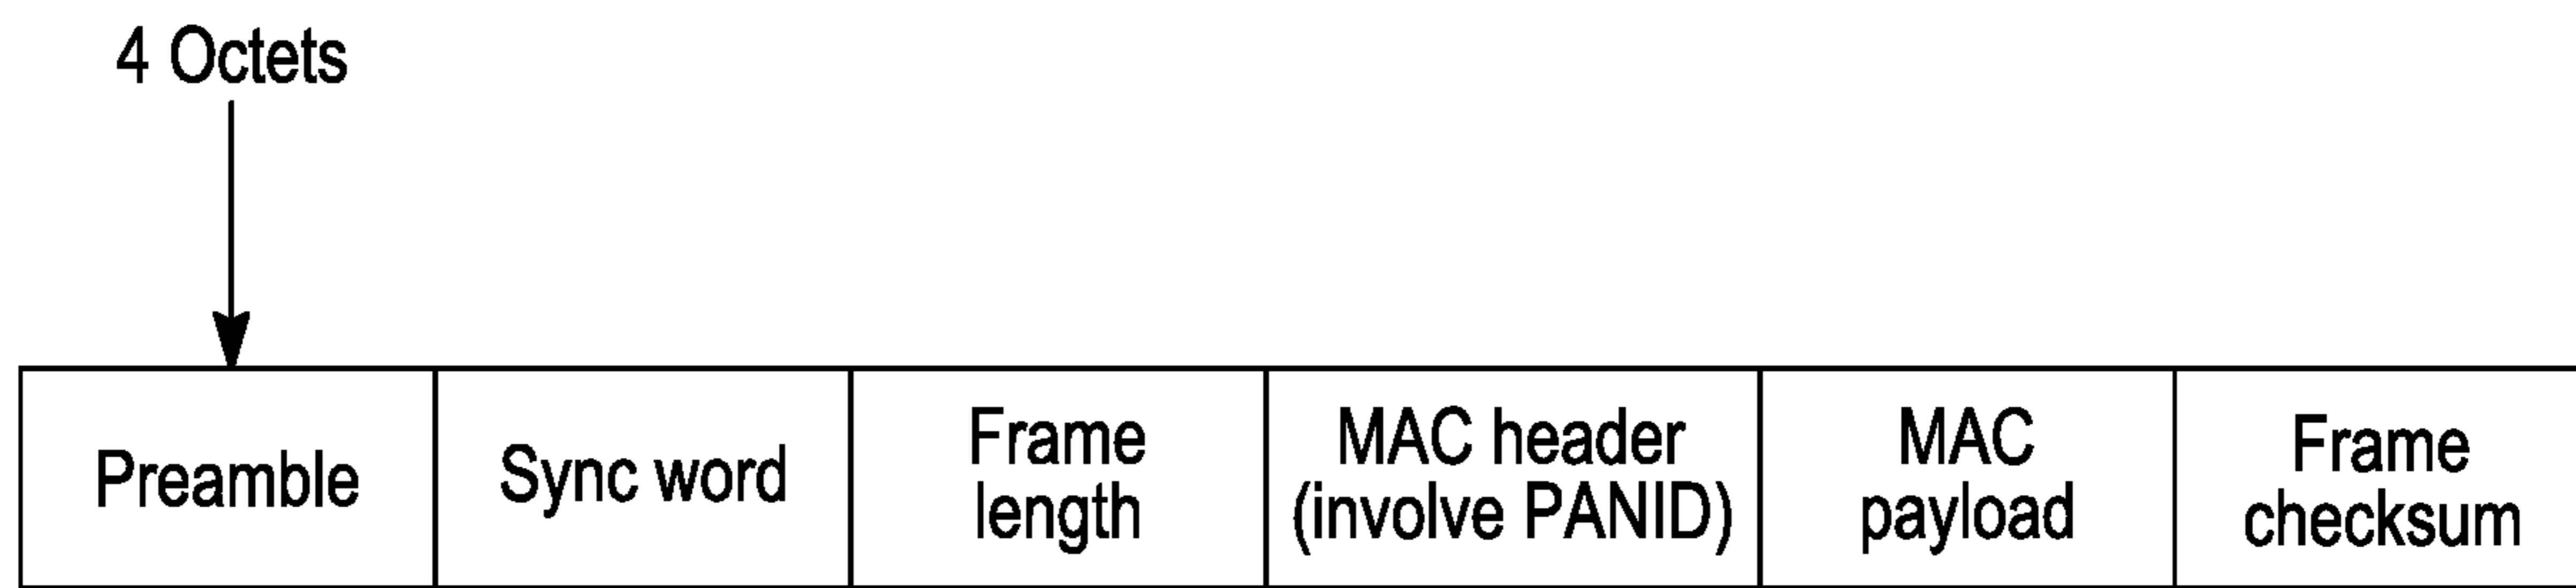 4 Octets
Preamble
Sync word
Frame
length
MAC header
(involve PANID)
MAC
payload
Frame
checksum